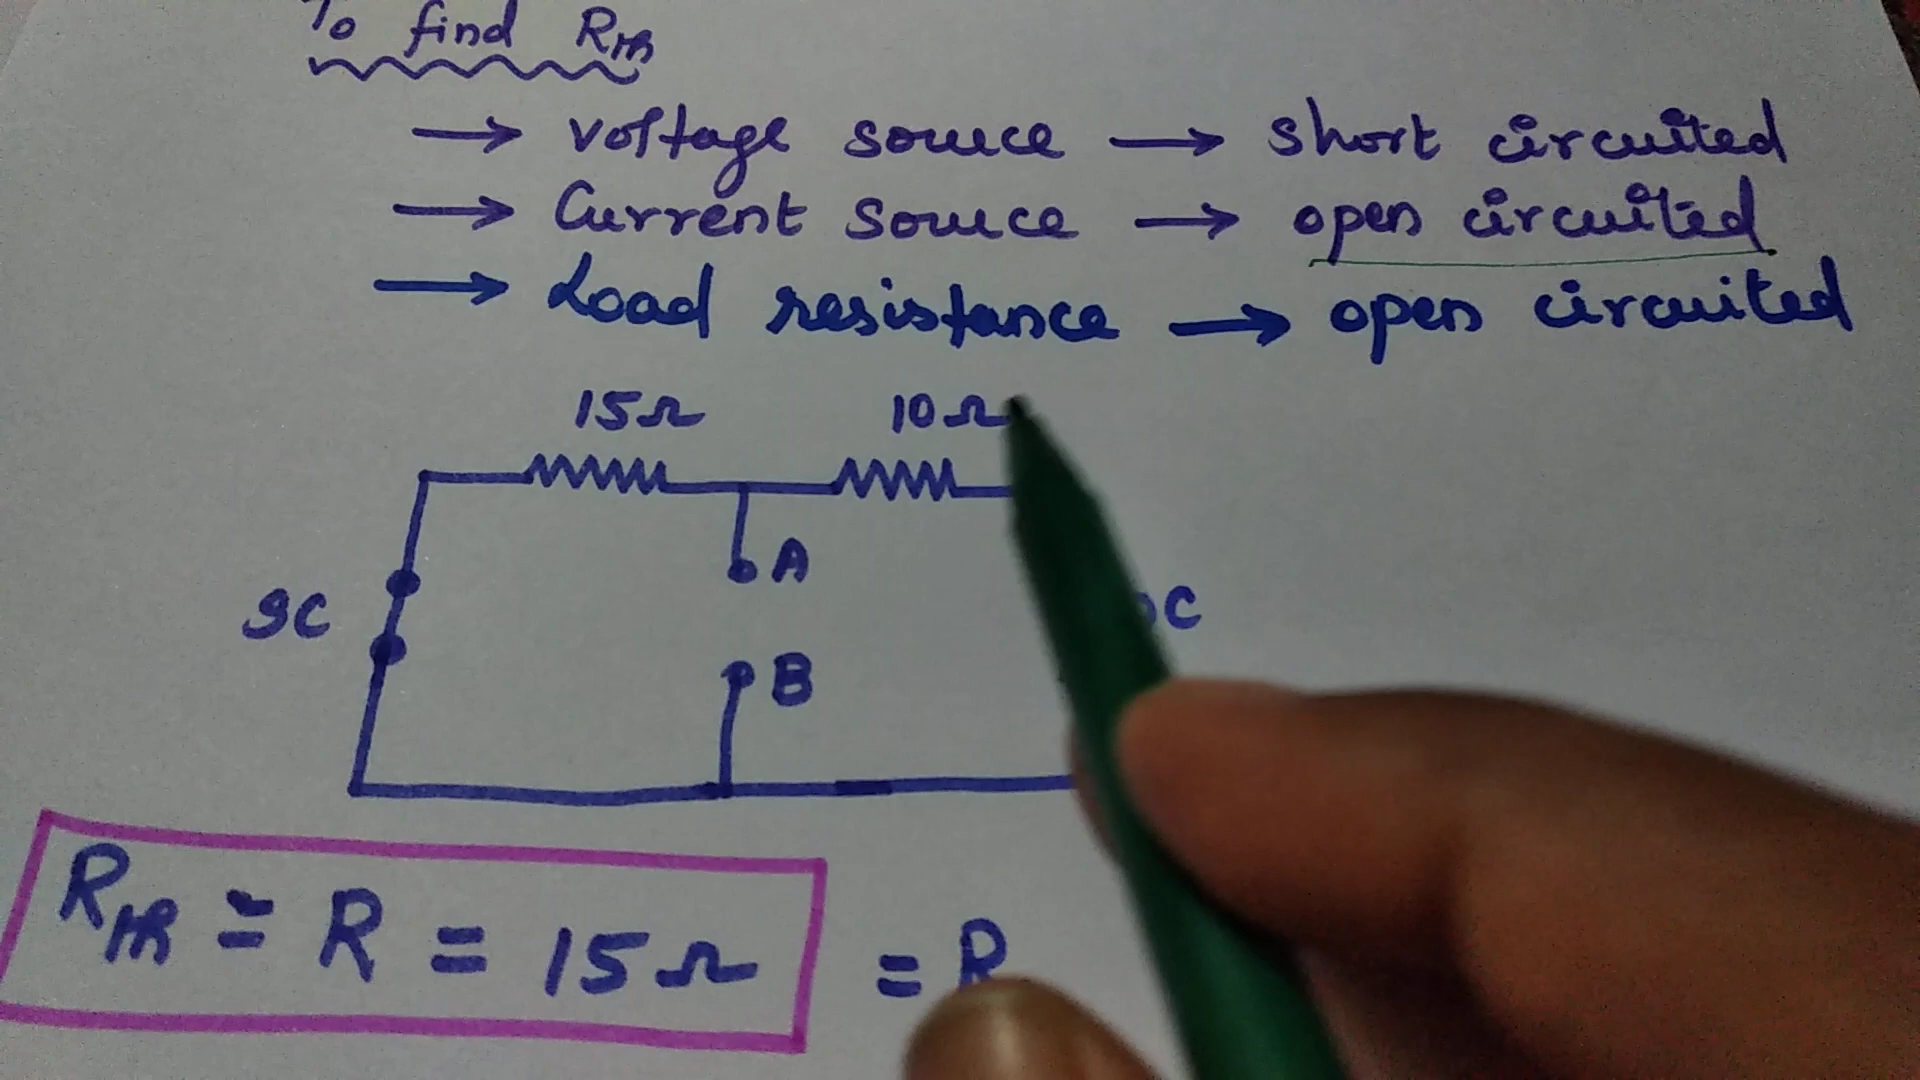 To find RTh
→ Voltage source → Short circuited
→ Current source → open circuited
→ Load resistance → open circuited
15Ω 10Ω
A
SC
B
RTh = R = 15Ω = R